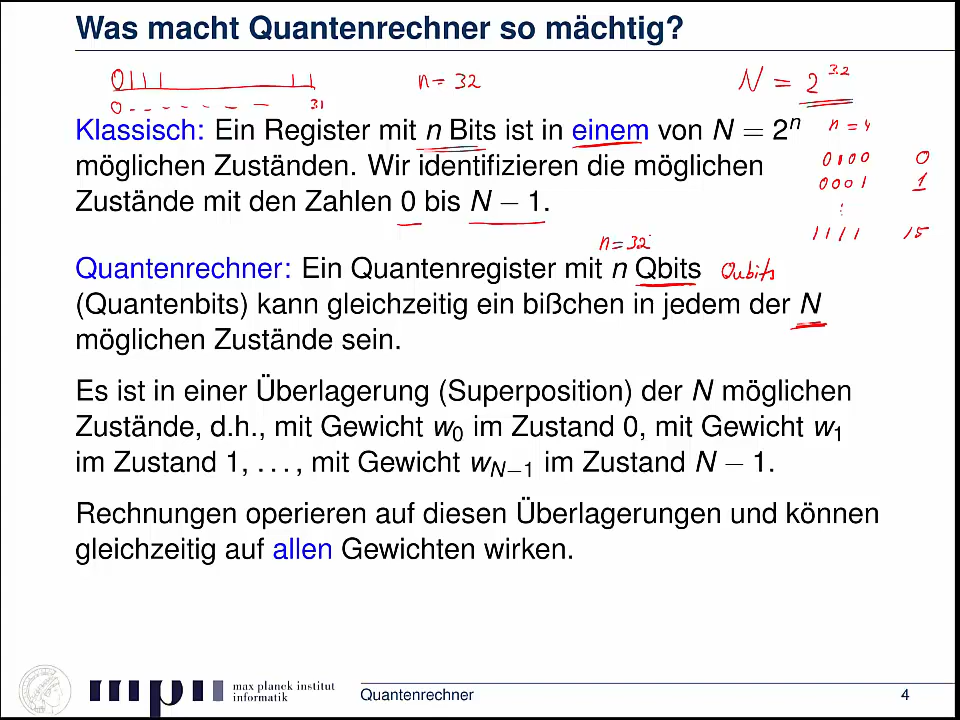 Was macht Quantenrechner so mächtig?
n = 32
N = 2^32
0 - - - - - - 31
Klassisch: Ein Register mit n Bits ist in einem von N = 2^n
n = 4
möglichen Zuständen. Wir identifizieren die möglichen
0100 0
Zustände mit den Zahlen 0 bis N − 1.
0001 1
⋮
1111 15
n=32
Quantenrechner: Ein Quantenregister mit n Qbits
Qubits
(Quantenbits) kann gleichzeitig ein bißchen in jedem der N
möglichen Zustände sein.
Es ist in einer Überlagerung (Superposition) der N möglichen
Zustände, d.h., mit Gewicht w₀ im Zustand 0, mit Gewicht w₁
im Zustand 1, . . . , mit Gewicht w_{N−1} im Zustand N − 1.
Rechnungen operieren auf diesen Überlagerungen und können
gleichzeitig auf allen Gewichten wirken.
mpi
max planck institut
informatik
Quantenrechner
4